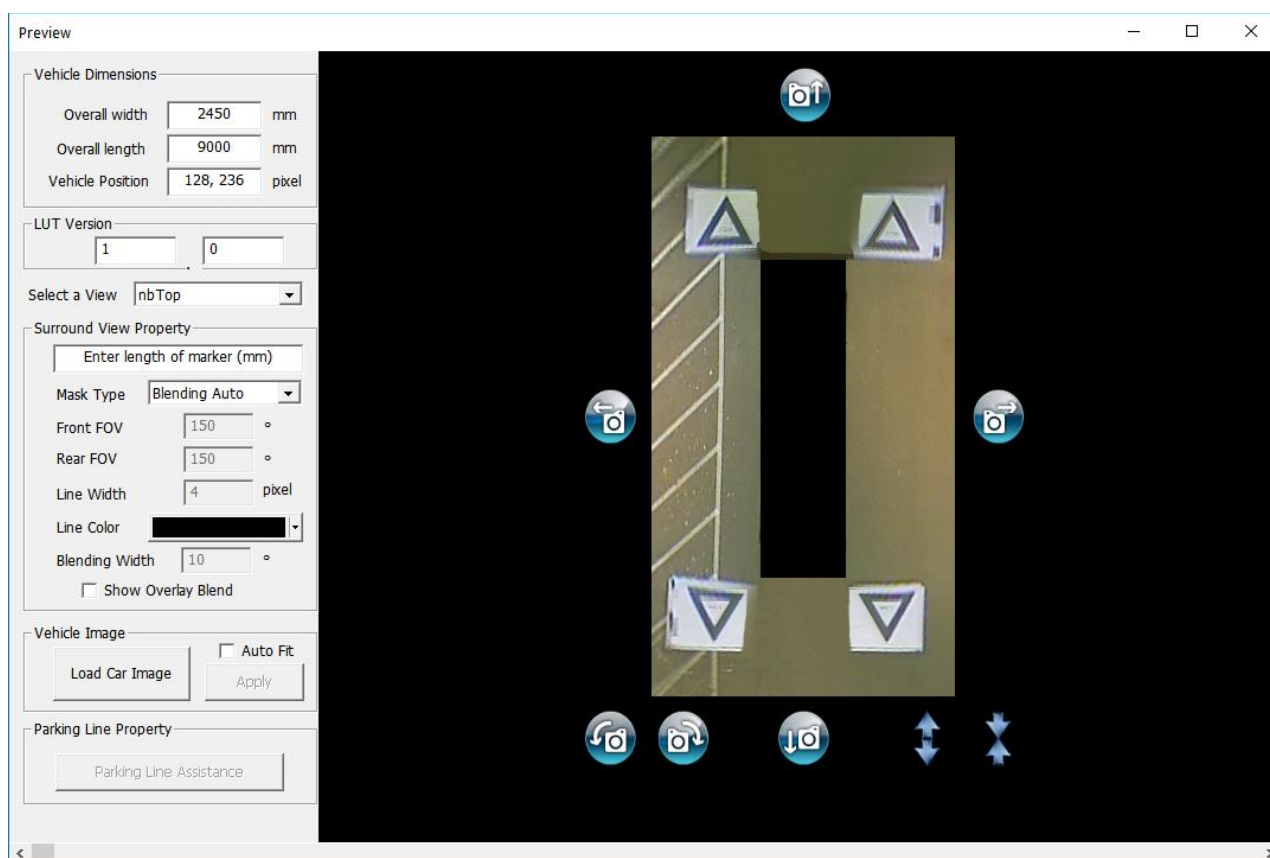 Preview
Vehicle Dimensions
Overall width 2450 mm
Overall length 9000 mm
Vehicle Position 128, 236 pixel
LUT Version
1 . 0
Select a View nbTop
Surround View Property
Enter length of marker (mm)
Mask Type Blending Auto
Front FOV 150 °
Rear FOV 150 °
Line Width 4 pixel
Line Color
Blending Width 10 °
Show Overlay Blend
Vehicle Image
Auto Fit
Load Car Image
Apply
Parking Line Property
Parking Line Assistance